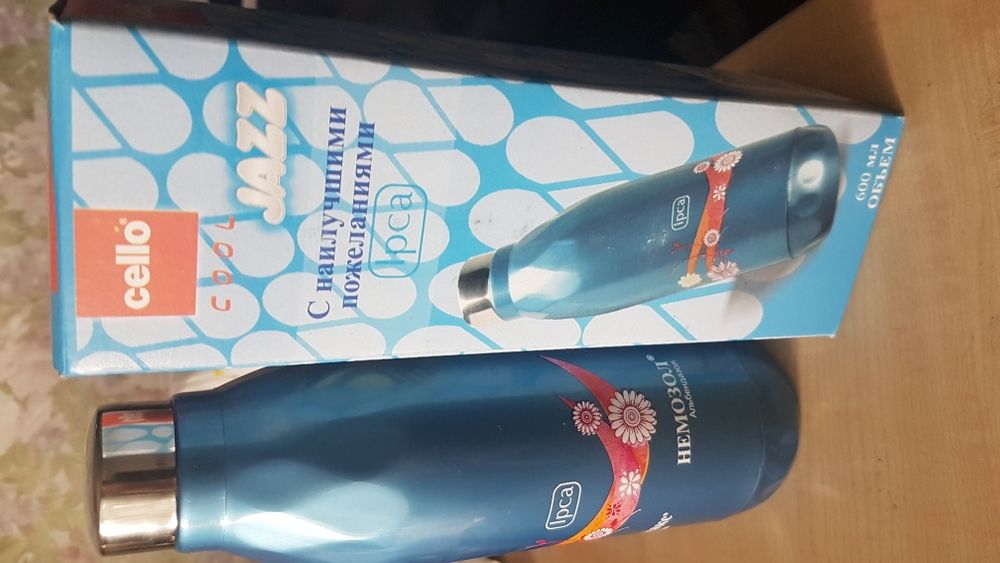 cello®
COOL
JAZZ
С наилучшими
пожеланиями
Ipca
Ipca
600 мл
ОБЪЕМ
Ipca
НЕМОЗОЛ®
Альбендазол